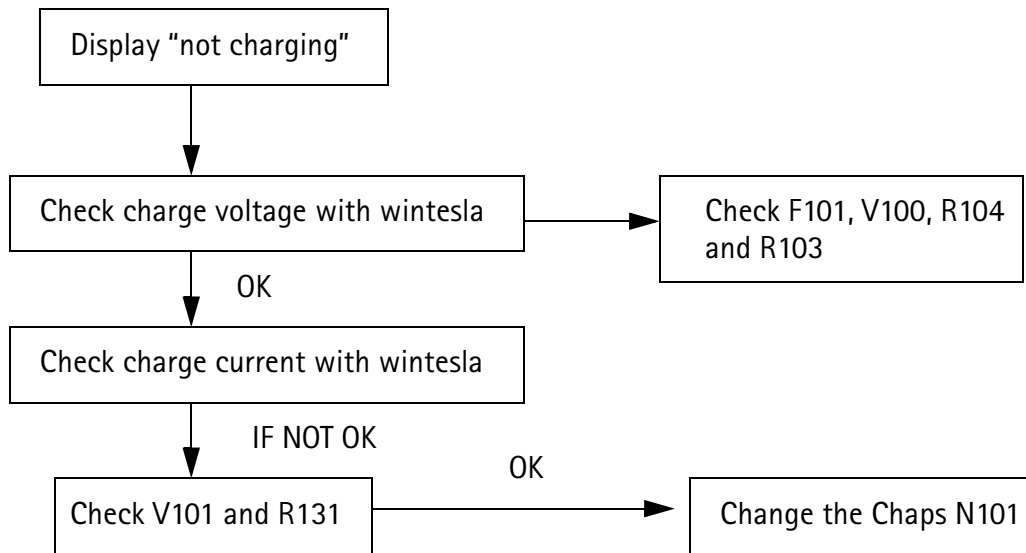 Display “not charging”
Check charge voltage with wintesla
Check F101, V100, R104
and R103
OK
Check charge current with wintesla
IF NOT OK
OK
Check V101 and R131
Change the Chaps N101